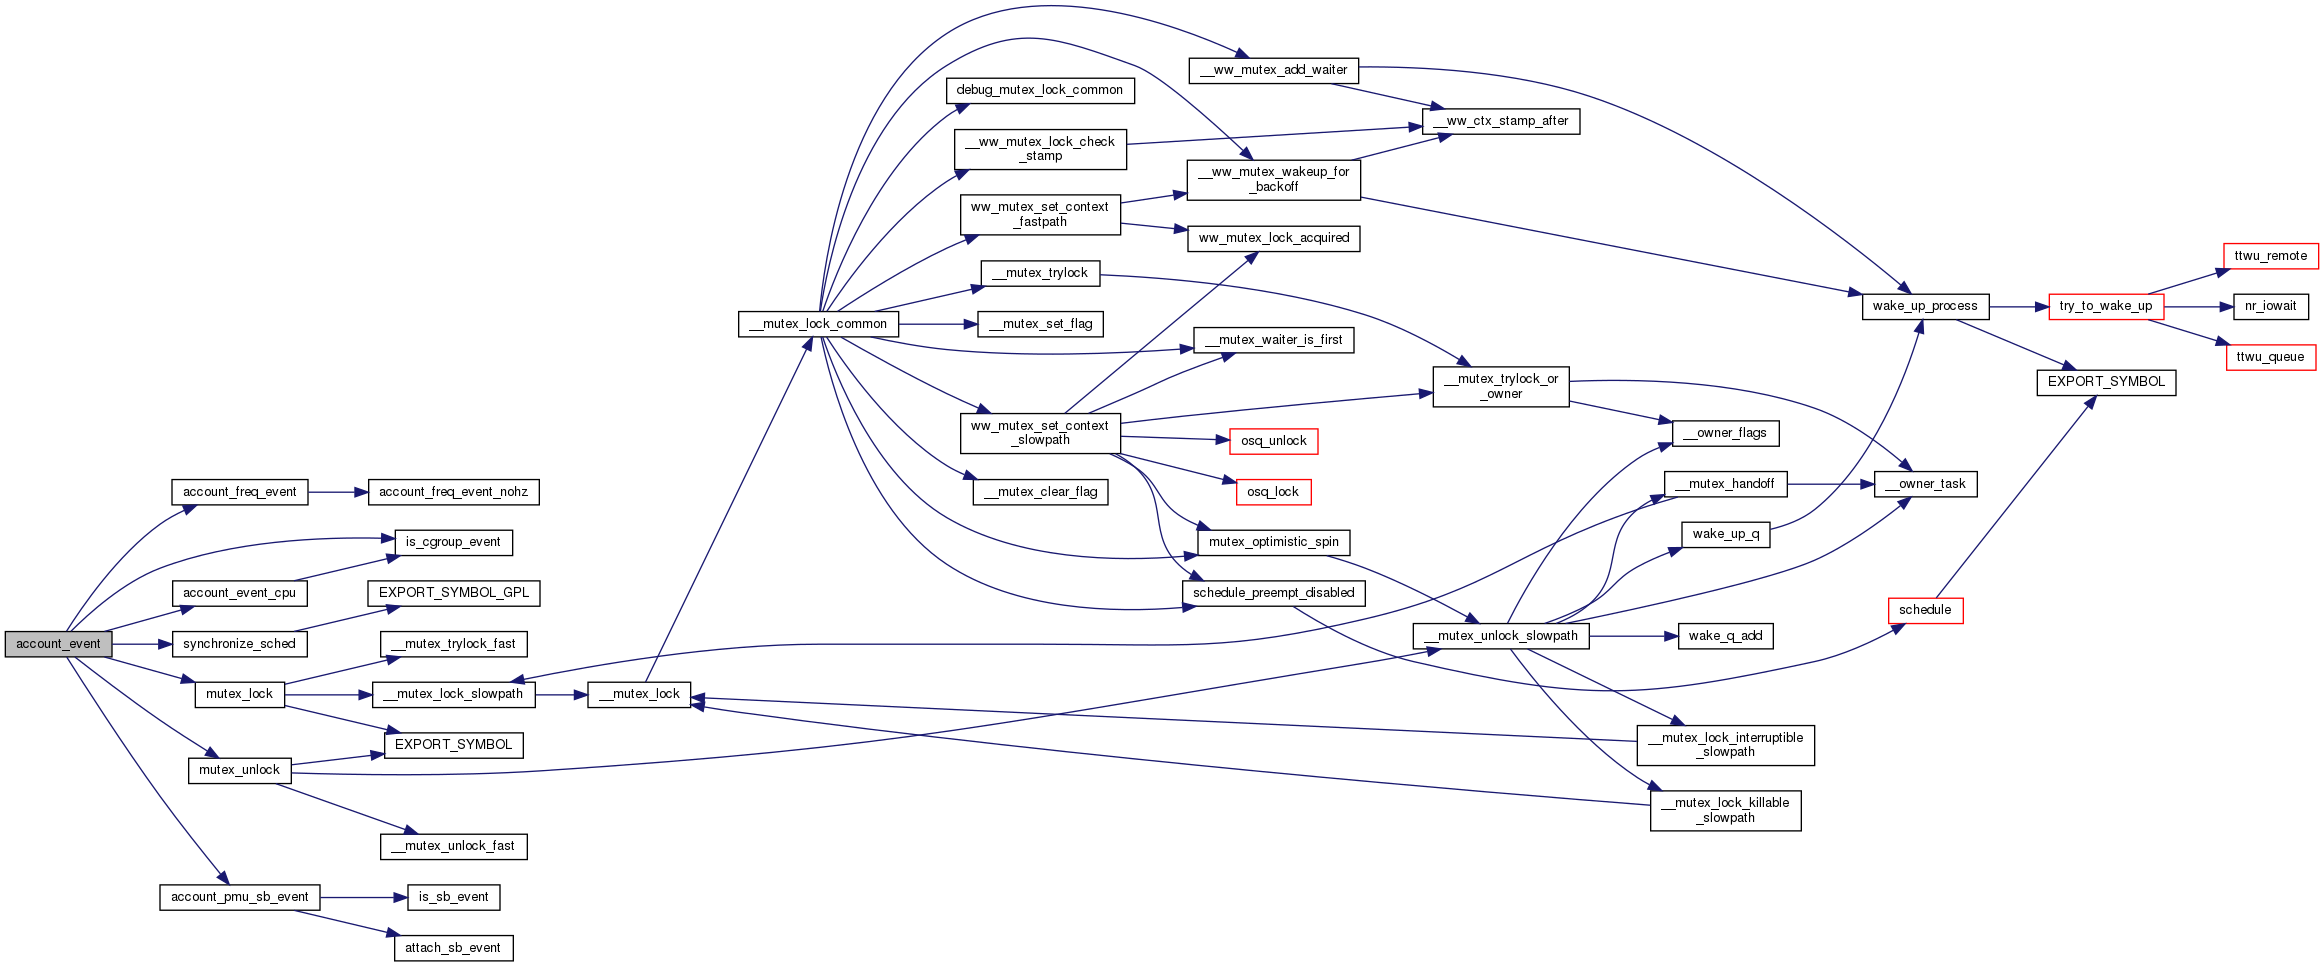 account_event
account_freq_event
account_freq_event_nohz
is_cgroup_event
account_event_cpu
EXPORT_SYMBOL_GPL
synchronize_sched
__mutex_trylock_fast
mutex_lock
__mutex_lock_slowpath
EXPORT_SYMBOL
mutex_unlock
__mutex_unlock_fast
account_pmu_sb_event
is_sb_event
attach_sb_event
__mutex_lock
__mutex_lock_common
debug_mutex_lock_common
__ww_mutex_lock_check
_stamp
ww_mutex_set_context
_fastpath
__mutex_trylock
__mutex_set_flag
ww_mutex_set_context
_slowpath
__mutex_clear_flag
__ww_mutex_add_waiter
__ww_mutex_wakeup_for
_backoff
ww_mutex_lock_acquired
__mutex_waiter_is_first
osq_unlock
osq_lock
mutex_optimistic_spin
schedule_preempt_disabled
__ww_ctx_stamp_after
__mutex_trylock_or
_owner
__mutex_unlock_slowpath
__owner_flags
__mutex_handoff
wake_up_q
wake_q_add
__mutex_lock_interruptible
_slowpath
__mutex_lock_killable
_slowpath
wake_up_process
__owner_task
schedule
try_to_wake_up
EXPORT_SYMBOL
ttwu_remote
nr_iowait
ttwu_queue